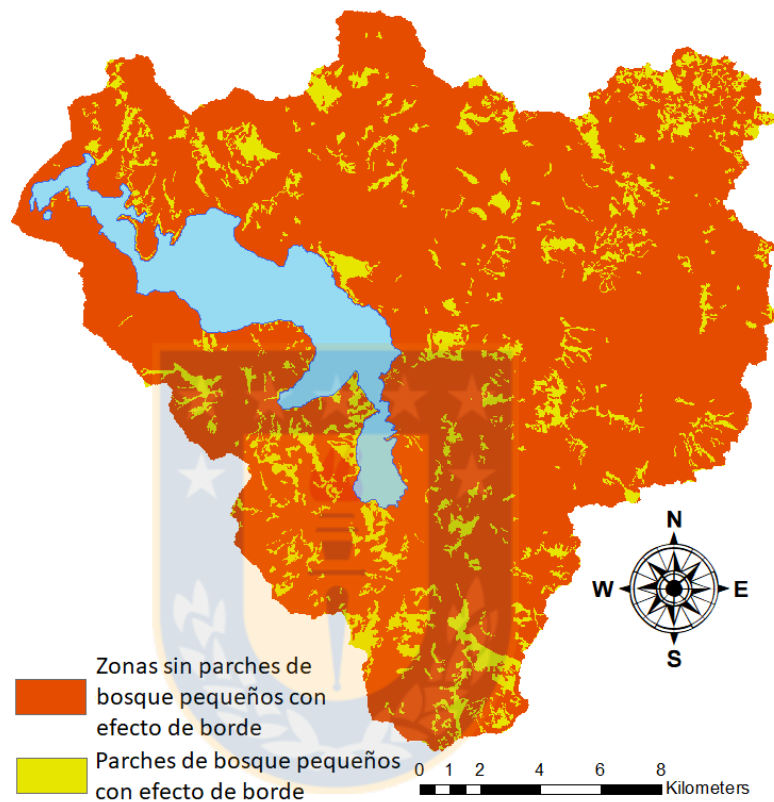 N
W E
S
Zonas sin parches de
bosque pequeños con
efecto de borde
Parches de bosque pequeños
con efecto de borde
0 1 2 4 6 8
Kilometers